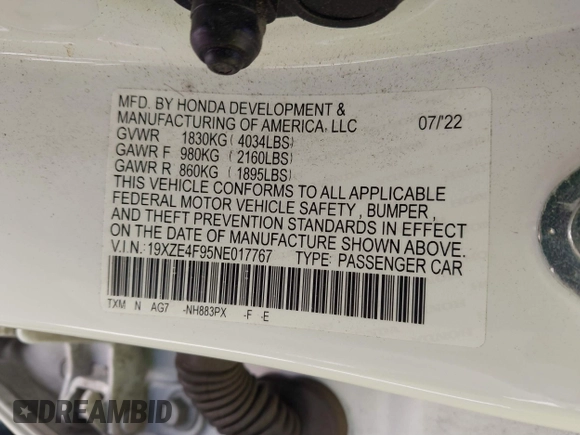 MFD. BY HONDA DEVELOPMENT &
MANUFACTURING OF AMERICA, LLC 07/'22
GVWR 1830KG ( 4034LBS)
GAWR F 980KG ( 2160LBS)
GAWR R 860KG ( 1895LBS)
THIS VEHICLE CONFORMS TO ALL APPLICABLE
FEDERAL MOTOR VEHICLE SAFETY , BUMPER ,
AND THEFT PREVENTION STANDARDS IN EFFECT
ON THE DATE OF MANUFACTURE SHOWN ABOVE.
V.I.N.: 19XZE4F95NE017767 TYPE: PASSENGER CAR
TXM N AG7 -NH883PX -F -E
DREAMBID